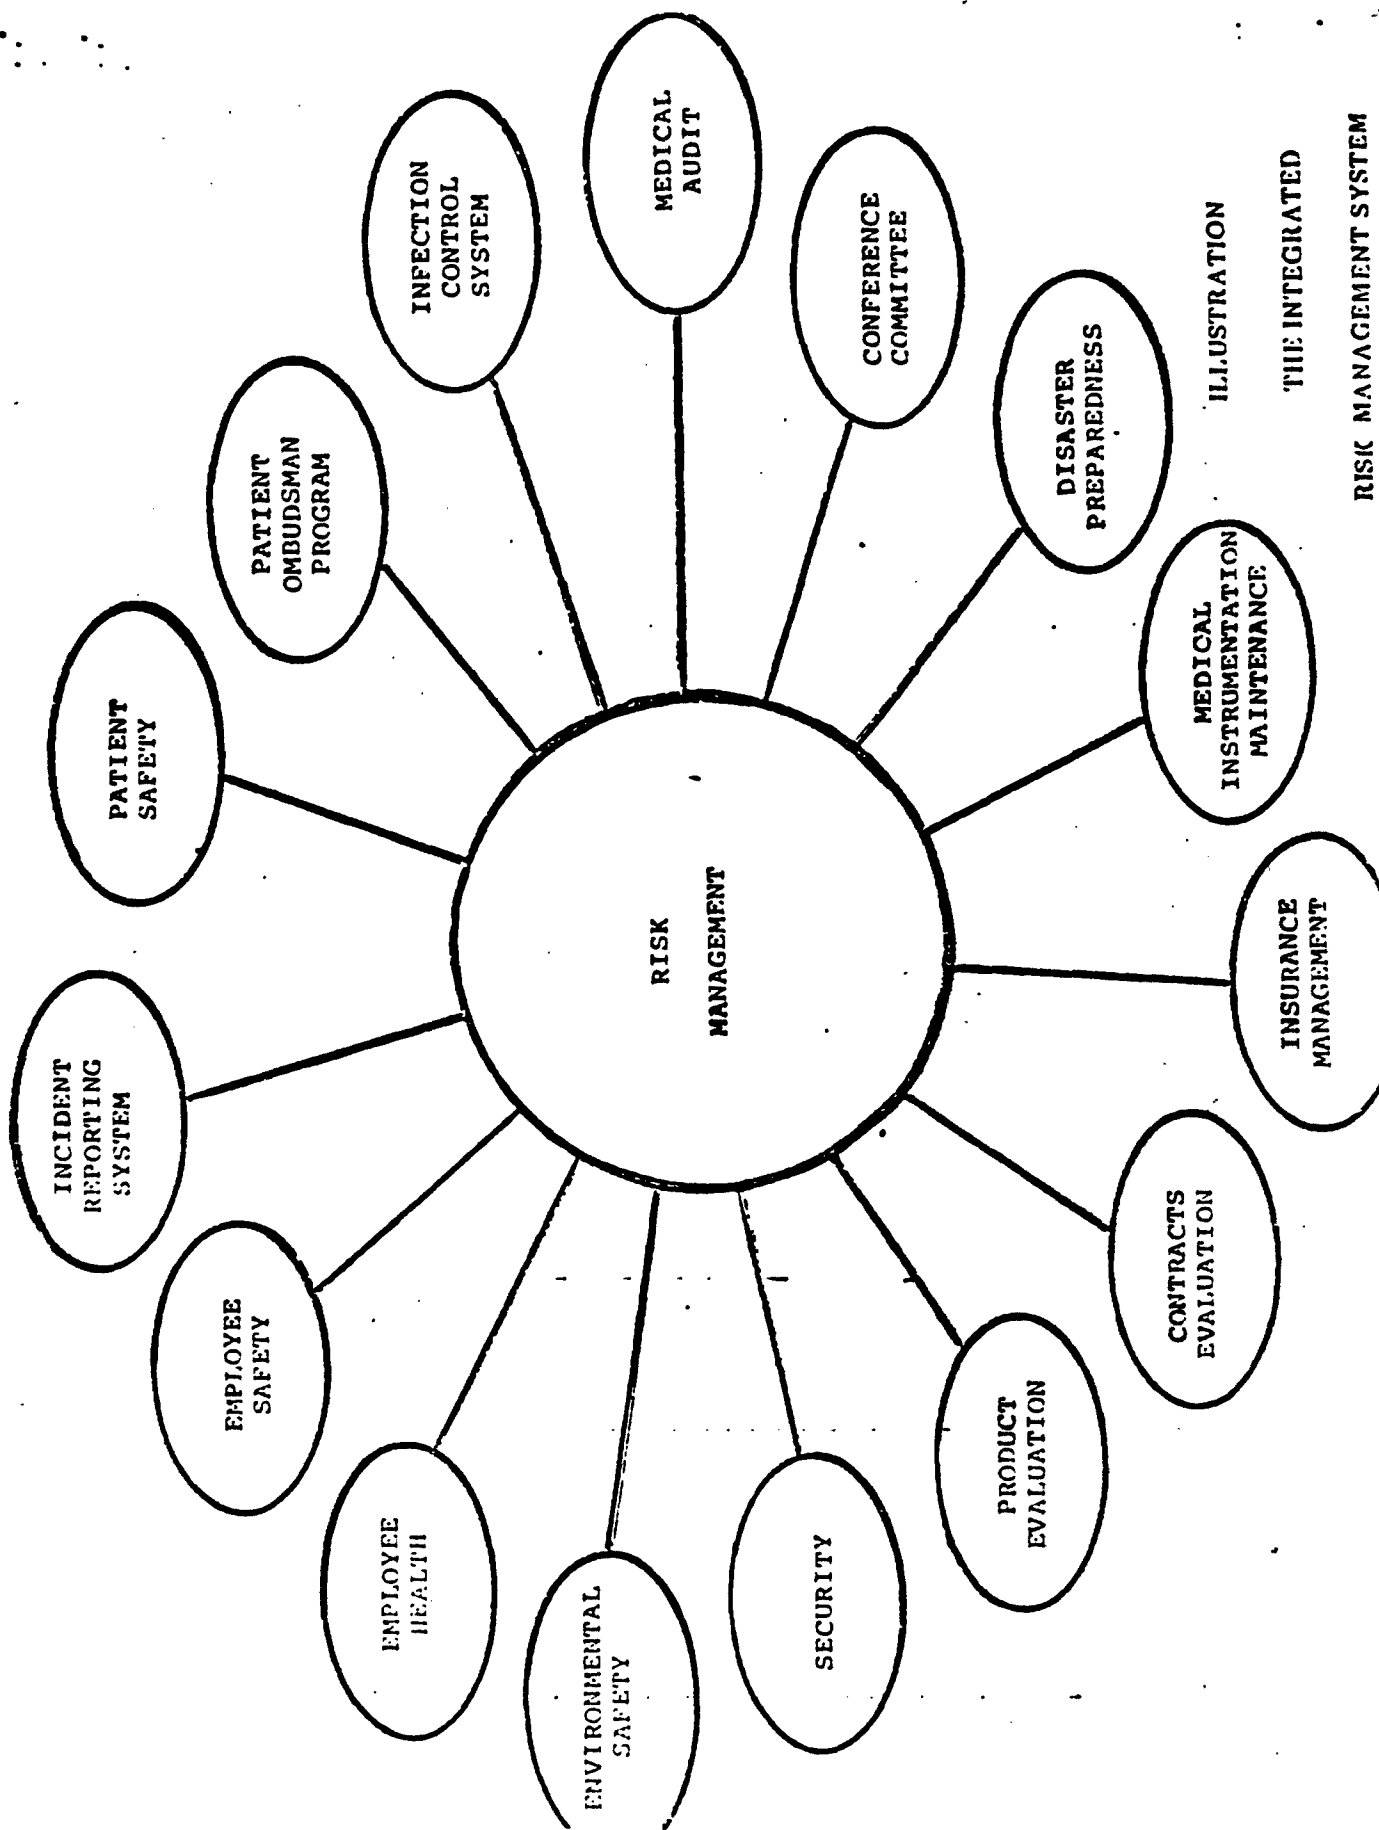 INCIDENT
REPORTING
SYSTEM
PATIENT
SAFETY
EMPLOYEE
SAFETY
PATIENT
OMBUDSMAN
PROGRAM
EMPLOYEE
HEALTH
INFECTION
CONTROL
SYSTEM
ENVIRONMENTAL
SAFETY
RISK
MANAGEMENT
MEDICAL
AUDIT
SECURITY
CONFERENCE
COMMITTEE
PRODUCT
EVALUATION
DISASTER
PREPAREDNESS
CONTRACTS
EVALUATION
MEDICAL
INSTRUMENTATION
MAINTENANCE
INSURANCE
MANAGEMENT
ILLUSTRATION
THE INTEGRATED
RISK MANAGEMENT SYSTEM